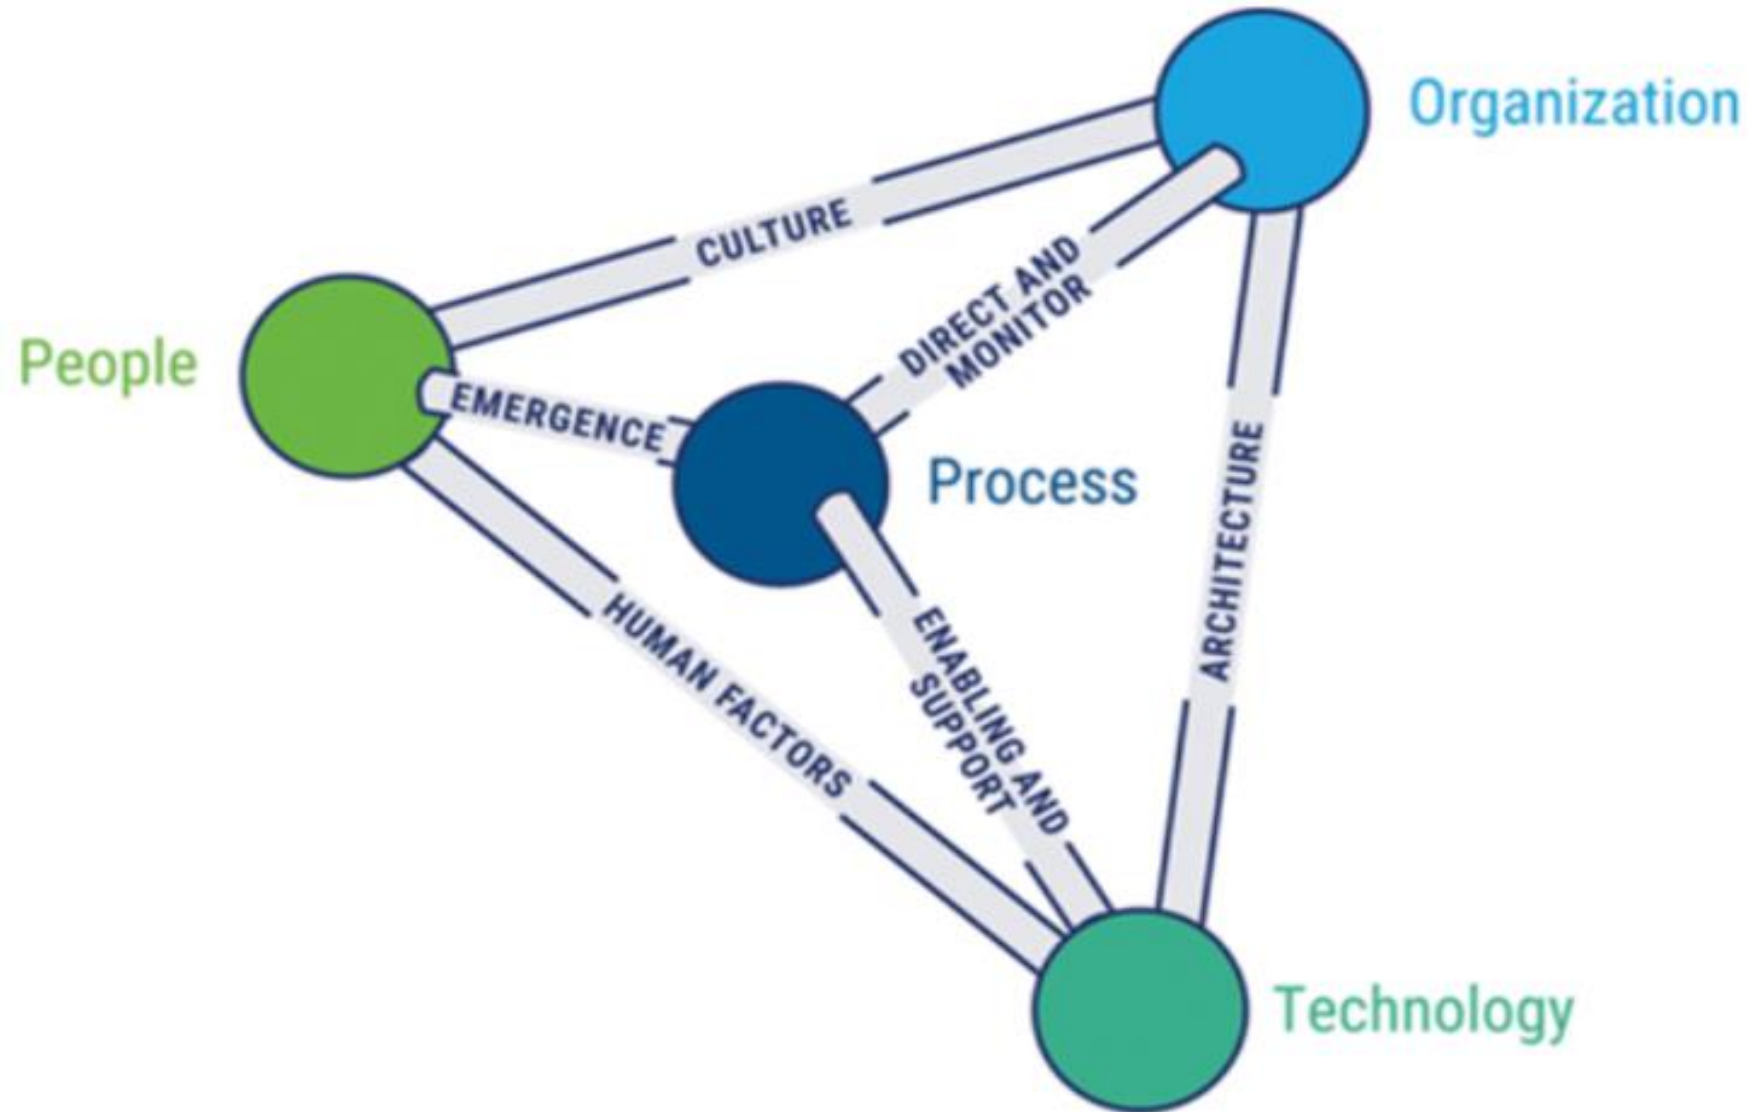 Organization
CULTURE
DIRECT AND
MONITOR
People
EMERGENCE
Process
ARCHITECTURE
HUMAN FACTORS
ENABLING AND
SUPPORT
Technology